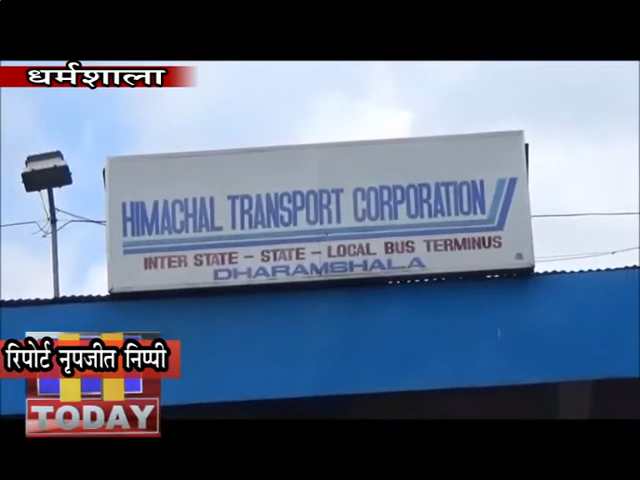 धर्मशाला
HIMACHAL TRANSPORT CORPORATION
INTER STATE - STATE - LOCAL BUS TERMINUS
DHARAMSHALA
रिपोर्ट नृपजीत निप्पी
TODAY